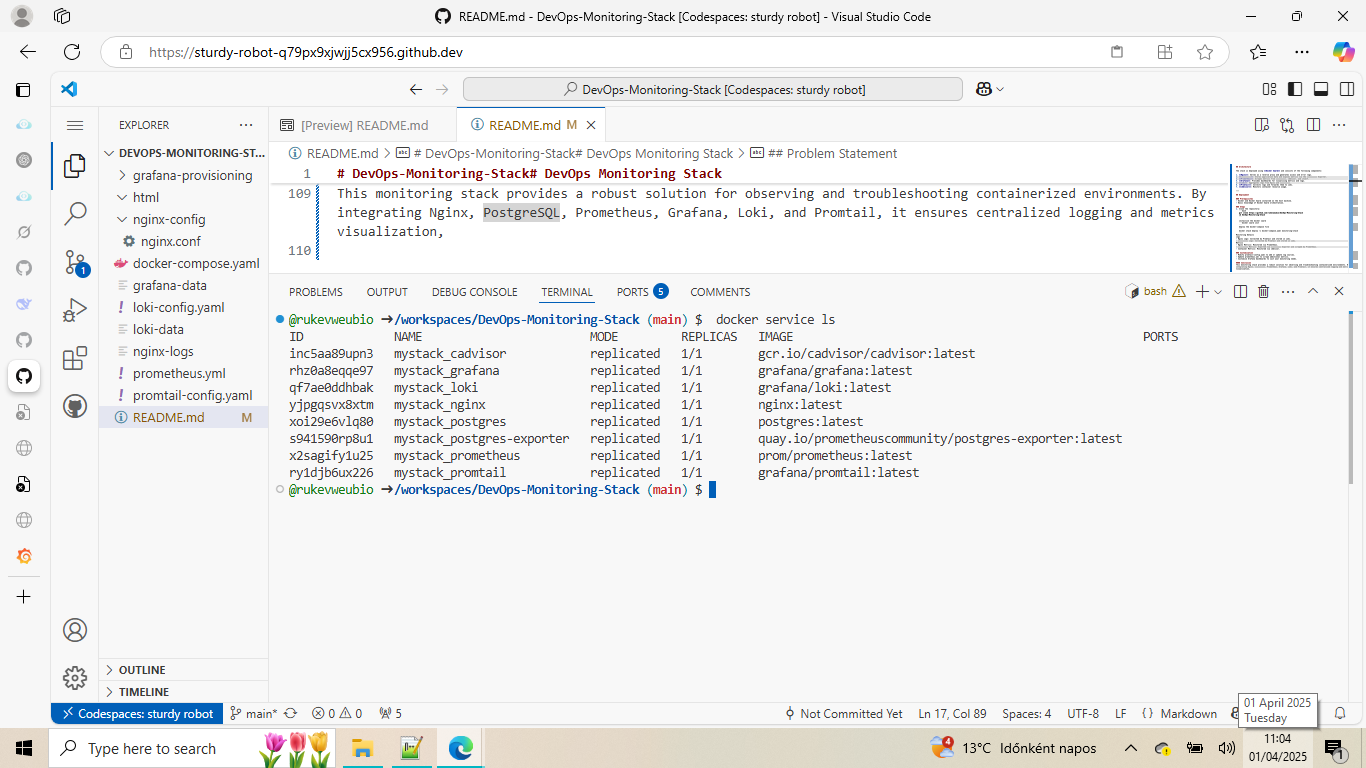 README.md - DevOps-Monitoring-Stack [Codespaces: sturdy robot] - Visual Studio Code
https://sturdy-robot-q79px9xjwjj5cx956.github.dev
DevOps-Monitoring-Stack [Codespaces: sturdy robot]
EXPLORER
[Preview] README.md
README.md M
DEVOPS-MONITORING-ST...
README.md > # DevOps-Monitoring-Stack# DevOps Monitoring Stack > ## Problem Statement
grafana-provisioning
html
nginx-config
nginx.conf
docker-compose.yaml
grafana-data
loki-config.yaml
loki-data
nginx-logs
prometheus.yml
promtail-config.yaml
README.md M
1 # DevOps-Monitoring-Stack# DevOps Monitoring Stack
109 This monitoring stack provides a robust solution for observing and troubleshooting containerized environments. By
integrating Nginx, PostgreSQL, Prometheus, Grafana, Loki, and Promtail, it ensures centralized logging and metrics
visualization,
110
PROBLEMS OUTPUT DEBUG CONSOLE TERMINAL PORTS 5 COMMENTS
bash
@rukevweubio ➜/workspaces/DevOps-Monitoring-Stack (main) $  docker service ls
ID NAME MODE REPLICAS IMAGE PORTS
inc5aa89upn3 mystack_cadvisor replicated 1/1 gcr.io/cadvisor/cadvisor:latest
rhz0a8eqqe97 mystack_grafana replicated 1/1 grafana/grafana:latest
qf7ae0ddhbak mystack_loki replicated 1/1 grafana/loki:latest
yjpgqsvx8xtm mystack_nginx replicated 1/1 nginx:latest
xoi29e6vlq80 mystack_postgres replicated 1/1 postgres:latest
s941590rp8u1 mystack_postgres-exporter replicated 1/1 quay.io/prometheuscommunity/postgres-exporter:latest
x2sagify1u25 mystack_prometheus replicated 1/1 prom/prometheus:latest
ry1djb6ux226 mystack_promtail replicated 1/1 grafana/promtail:latest
@rukevweubio ➜/workspaces/DevOps-Monitoring-Stack (main) $
1
OUTLINE
TIMELINE
Codespaces: sturdy robot
main*
0 0
5
Not Committed Yet
Ln 17, Col 89
Spaces: 4
UTF-8
LF
{} Markdown
01 April 2025
Tuesday
Type here to search
4
13°C Időnként napos
11:04
01/04/2025
1